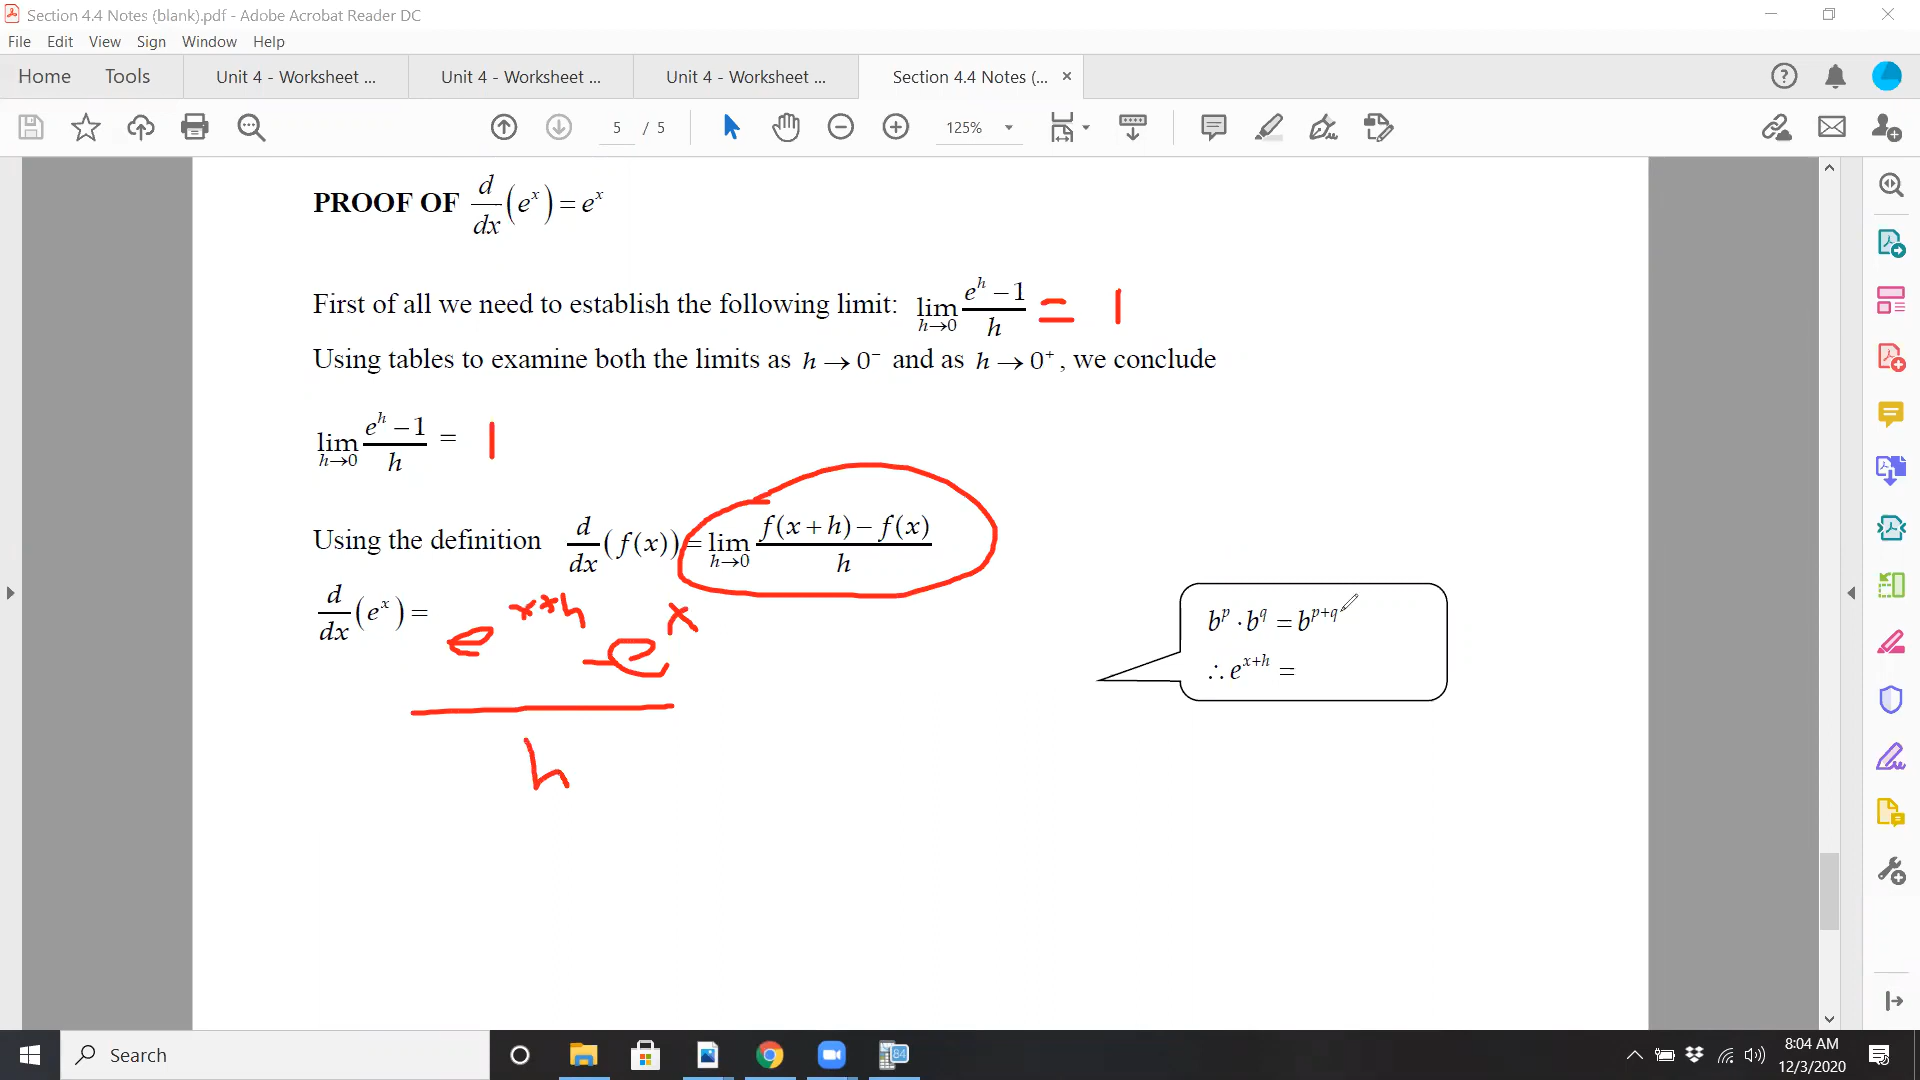 Section 4.4 Notes (blank).pdf - Adobe Acrobat Reader DC
File Edit View Sign Window Help
Home Tools Unit 4 - Worksheet ... Unit 4 - Worksheet ... Unit 4 - Worksheet ... Section 4.4 Notes (... ×
5 / 5 125%
PROOF OF d/dx (e^x) = e^x
First of all we need to establish the following limit: lim h→0 (e^h − 1)/h = 1
Using tables to examine both the limits as h → 0⁻ and as h → 0⁺, we conclude
lim h→0 (e^h − 1)/h = 1
Using the definition d/dx (f(x)) = lim h→0 (f(x + h) − f(x))/h
d/dx (e^x) = (e^x+h − e^x)/h
b^p · b^q = b^p+q
∴ e^x+h =
Search
84
8:04 AM
12/3/2020